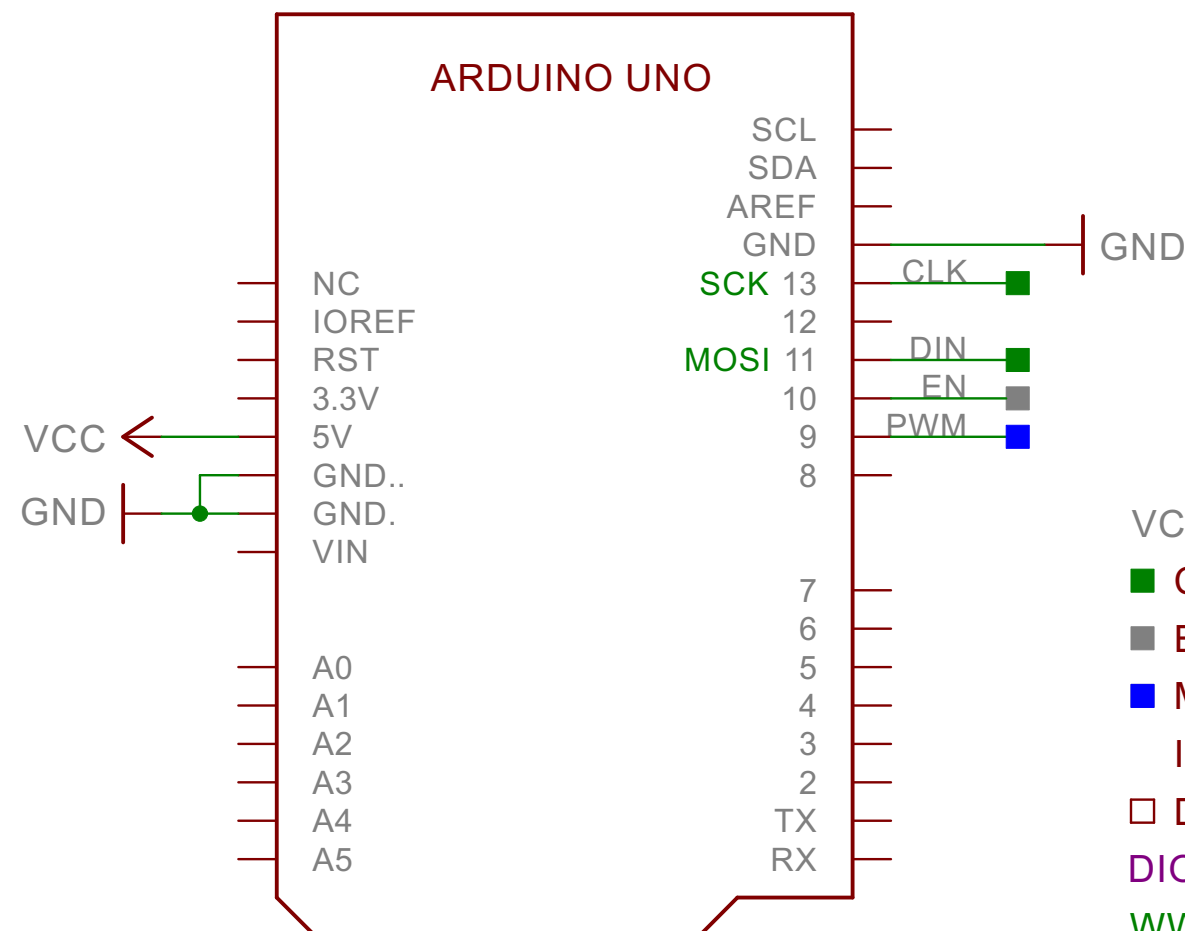 ARDUINO UNO
SCL
SDA
AREF
GND
GND
SCK 13
CLK
12
MOSI 11
DIN
10
EN
9
PWM
8
7
6
5
4
3
2
TX
RX
NC
IOREF
RST
3.3V
5V
VCC
GND..
GND.
GND
VIN
A0
A1
A2
A3
A4
A5